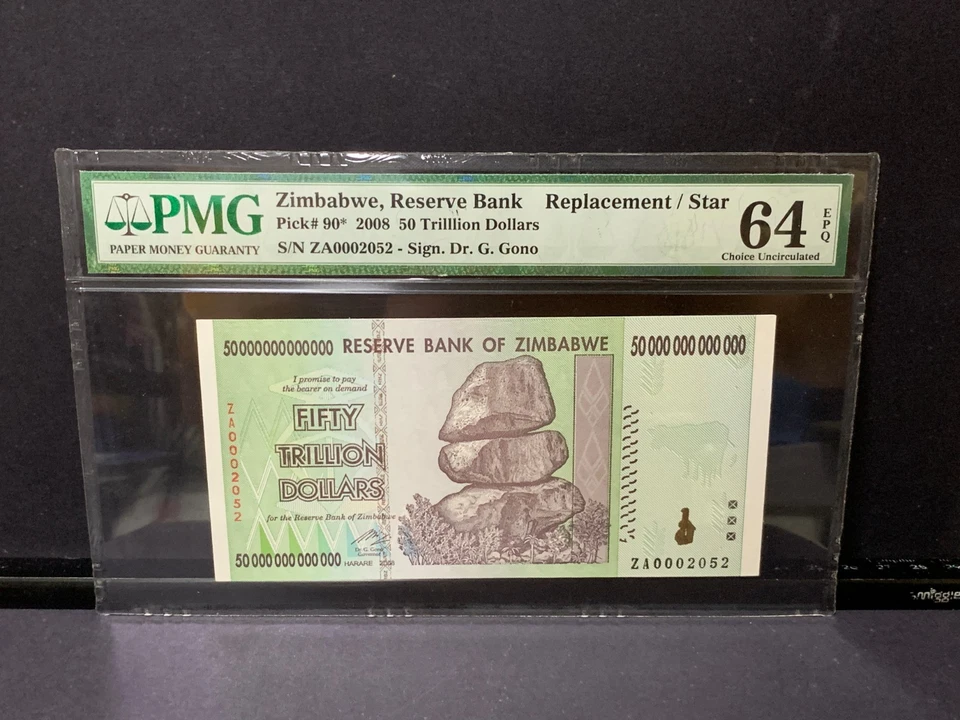 PMG
PAPER MONEY GUARANTY
Zimbabwe, Reserve Bank Replacement / Star
Pick# 90* 2008 50 Trilllion Dollars
S/N ZA0002052 - Sign. Dr. G. Gono
64 EPQ
Choice Uncirculated
50000000000000 RESERVE BANK OF ZIMBABWE 50 000 000 000 000
I promise to pay
the bearer on demand
ZA0002052
FIFTY
TRILLION
DOLLARS
for the Reserve Bank of Zimbabwe
Dr G. Gono
50 000 000 000 000 HARARE 2008
ZA0002052